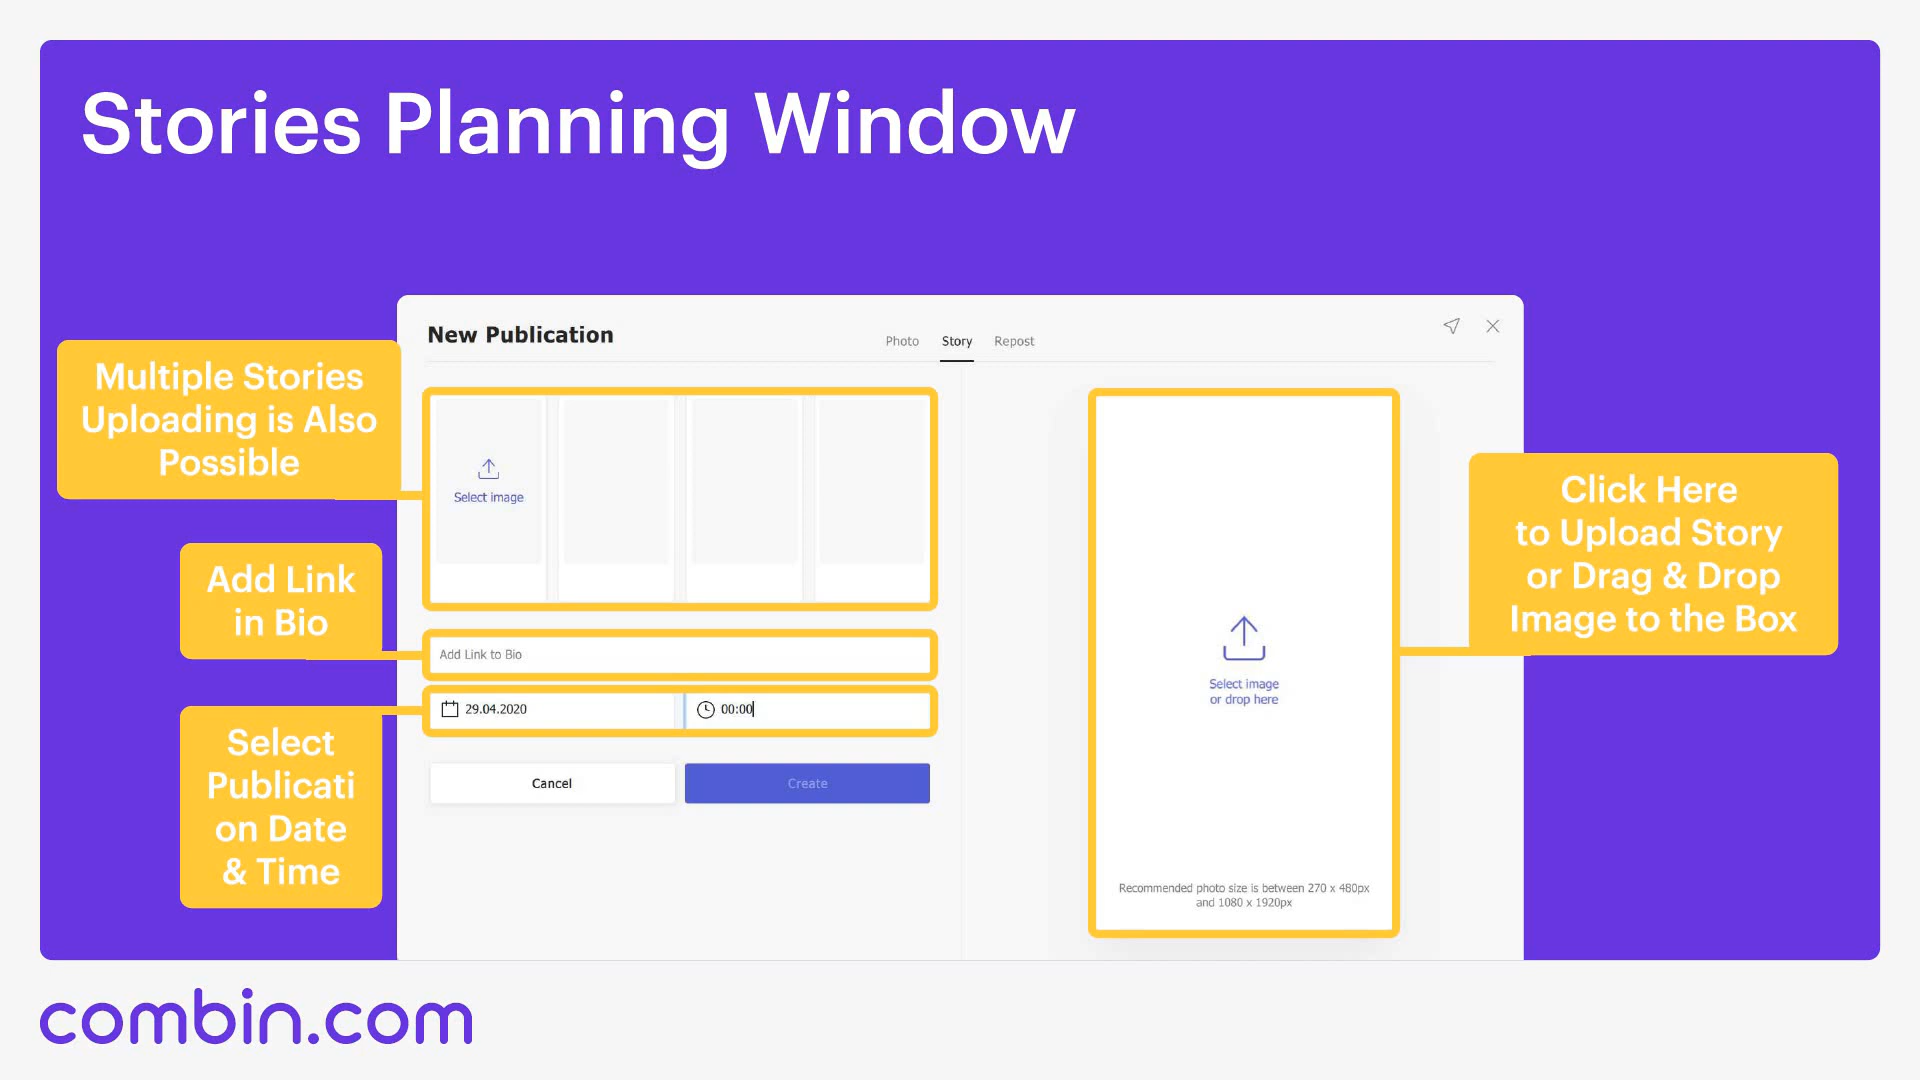 Stories Planning Window
New Publication
Photo
Story
Repost
Multiple Stories
Uploading is Also
Possible
Select image
Add Link
in Bio
Add Link to Bio
Select
Publicati
on Date
& Time
29.04.2020
00:00
Cancel
Create
Click Here
to Upload Story
or Drag & Drop
Image to the Box
Select image
or drop here
Recommended photo size is between 270 x 480px
and 1080 x 1920px
combin.com